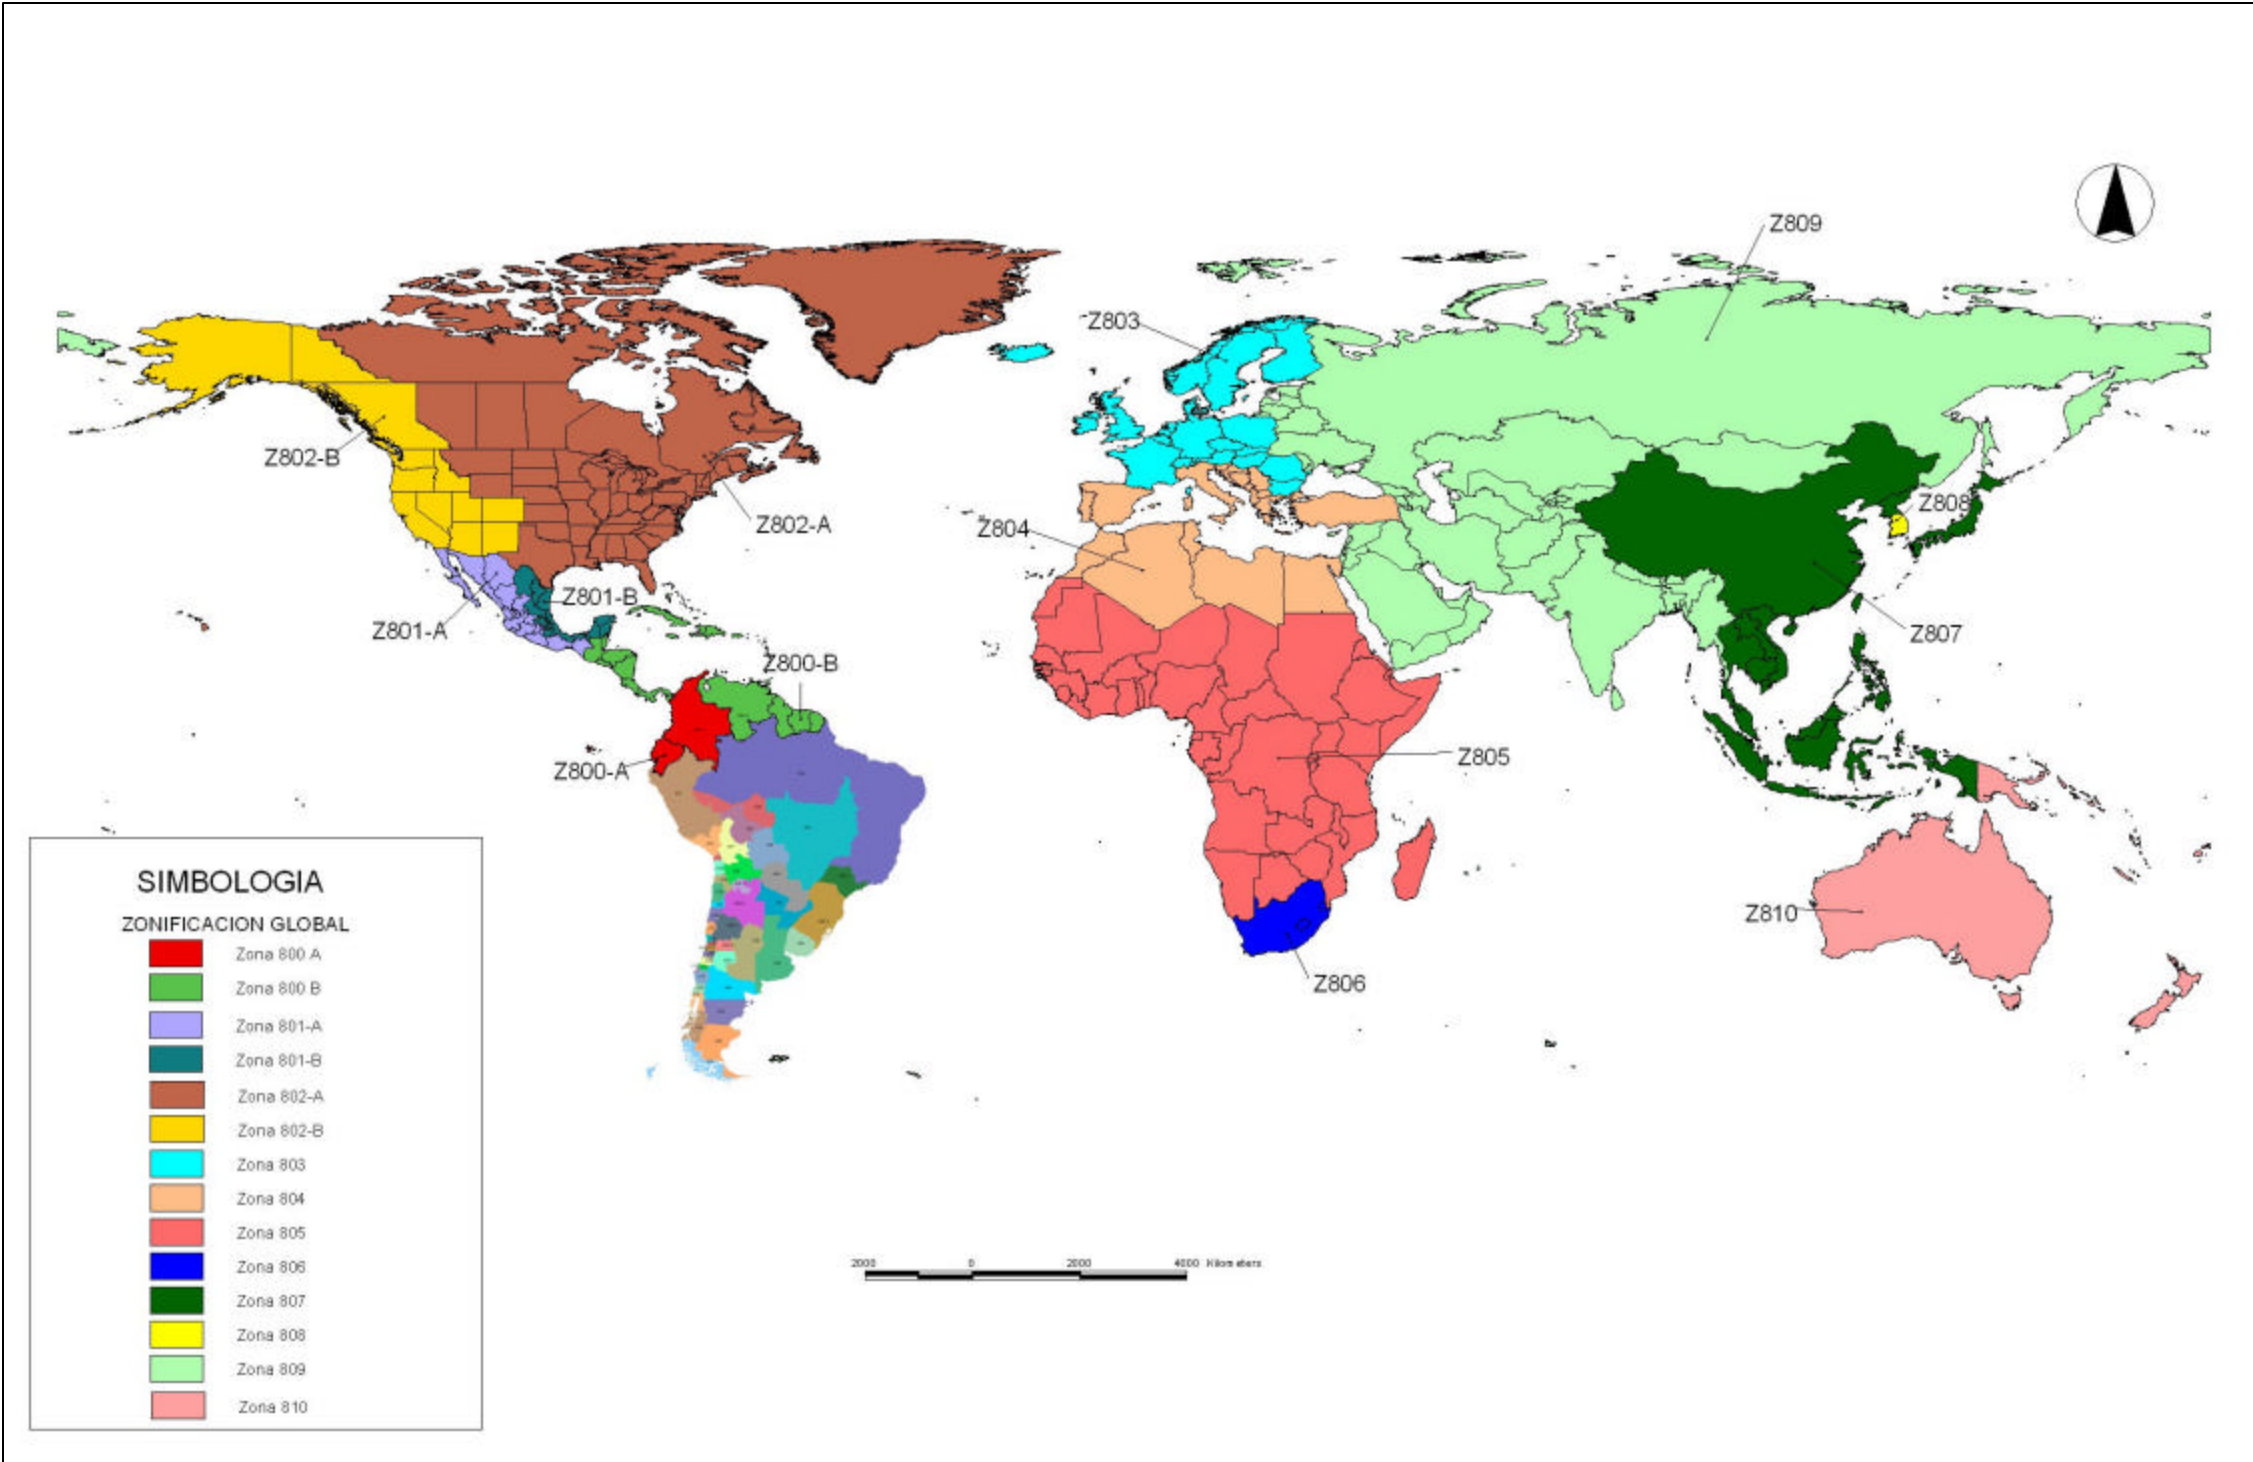 Z809
Z803
Z802-B
Z802-A
Z808
Z804
Z801-B
Z801-A
Z807
Z800-B
Z805
Z800-A
Z810
Z806
SIMBOLOGIA
ZONIFICACION GLOBAL
Zona 800 A
Zona 800 B
Zona 801-A
Zona 801-B
Zona 802-A
Zona 802-B
Zona 803
Zona 804
Zona 805
Zona 806
Zona 807
Zona 808
Zona 809
Zona 810
2000 0 2000 4000 Kilometers